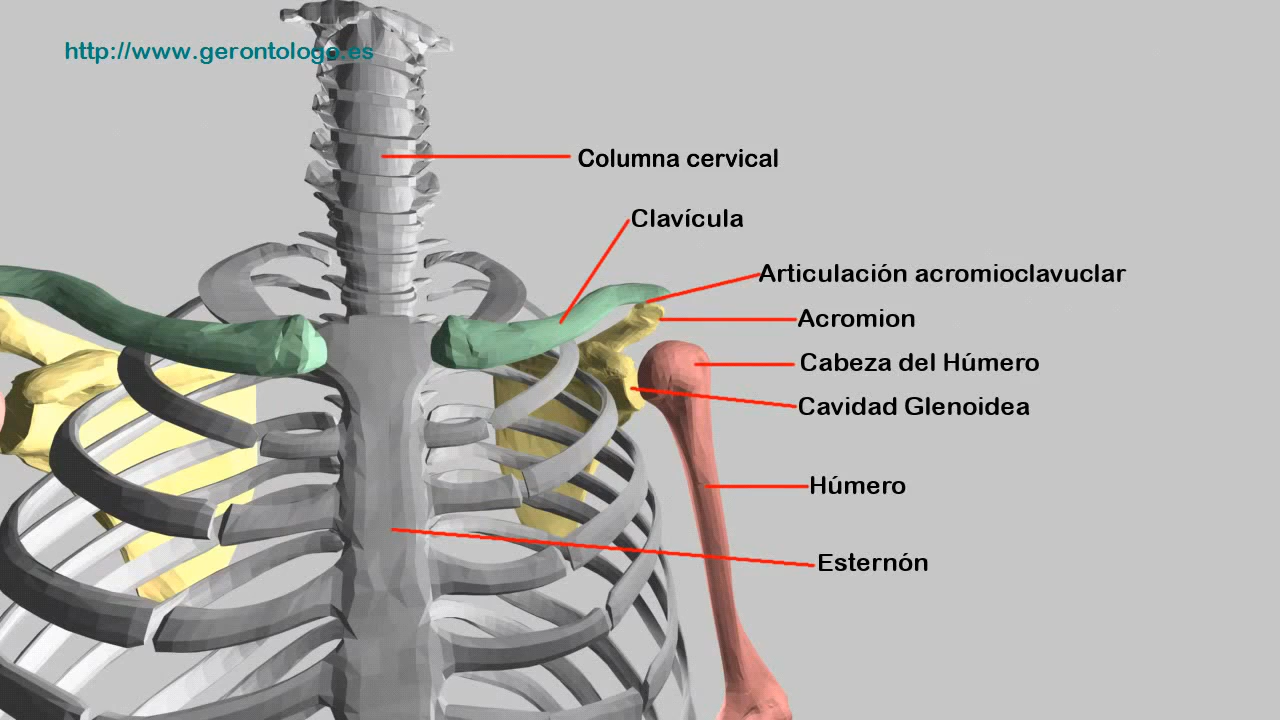 http://www.gerontologo.es
Columna cervical
Clavícula
Articulación acromioclavuclar
Acromion
Cabeza del Húmero
Cavidad Glenoidea
Húmero
Esternón